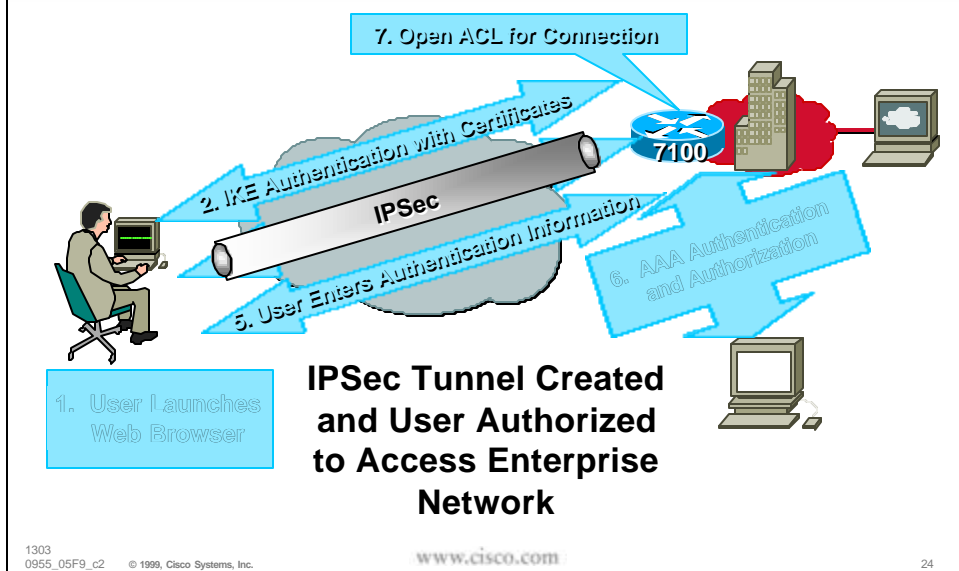 7. Open ACL for Connection
2. IKE Authentication with Certificates
7100
IPSec
5. User Enters Authentication Information
6. AAA Authentication
and Authorization
1. User Launches
Web Browser
IPSec Tunnel Created
and User Authorized
to Access Enterprise
Network
1303
0955_05F9_c2 © 1999, Cisco Systems, Inc.
www.cisco.com
24